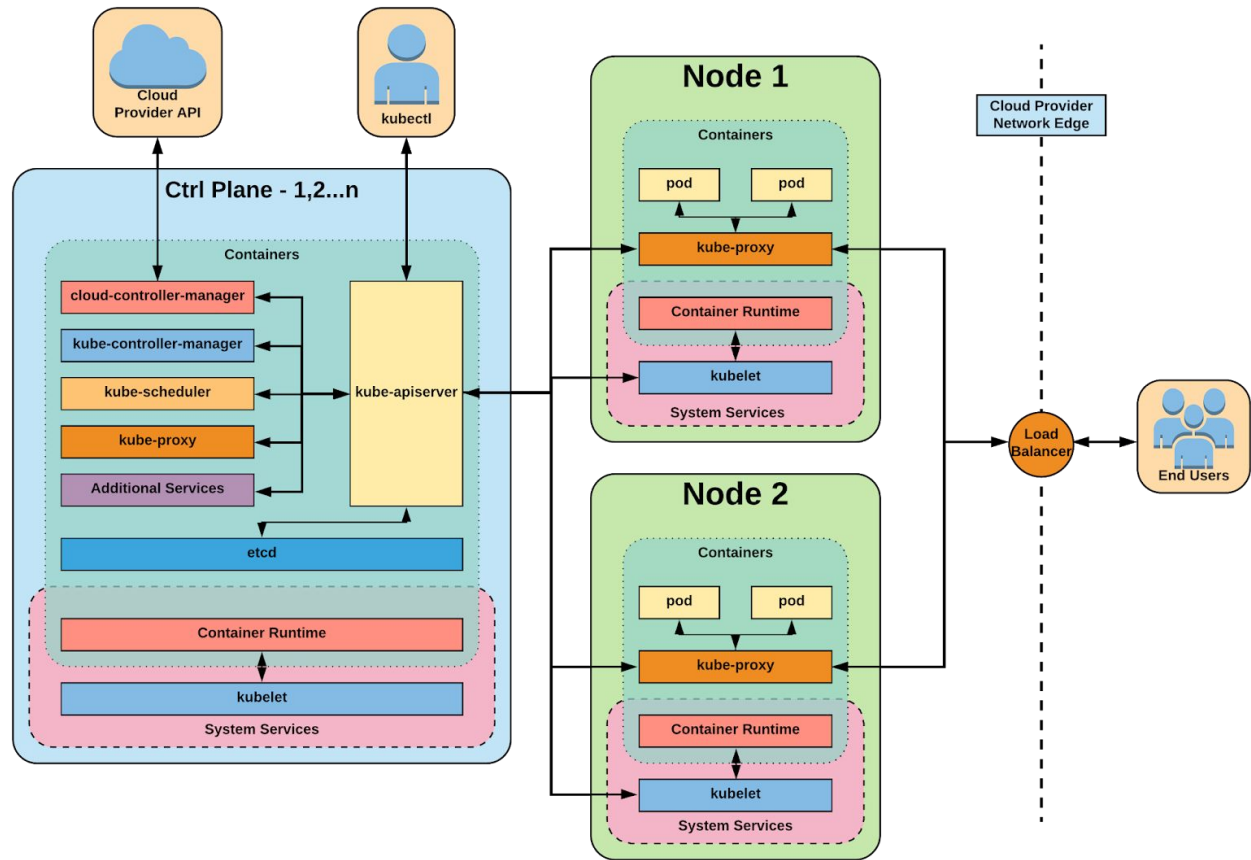 Cloud
Provider API
kubectl
Ctrl Plane - 1,2...n
Containers
cloud-controller-manager
kube-controller-manager
kube-scheduler
kube-proxy
Additional Services
kube-apiserver
etcd
Container Runtime
kubelet
System Services
Node 1
Containers
pod
pod
kube-proxy
Container Runtime
kubelet
System Services
Node 2
Containers
pod
pod
kube-proxy
Container Runtime
kubelet
System Services
Cloud Provider
Network Edge
Load
Balancer
End Users